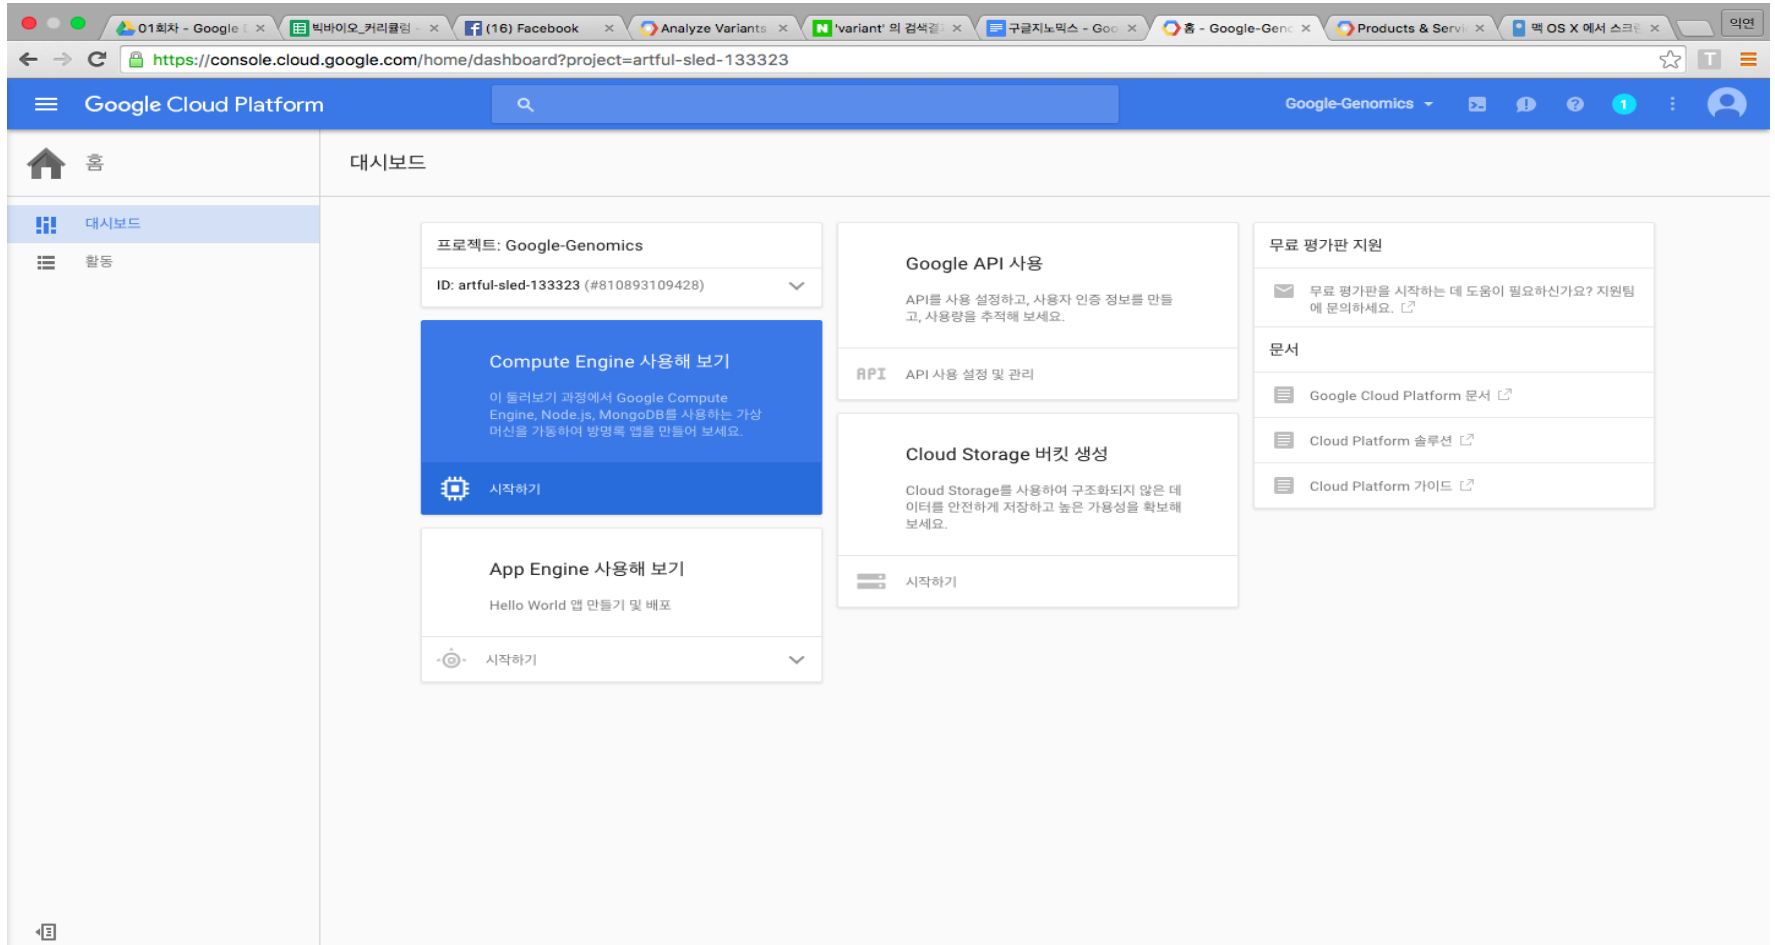 01회차 - Google
빅바이오_커리큘럼 -
(16) Facebook
Analyze Variants
'variant' 의 검색결
구글지노믹스 - Goo
홈 - Google-Geno
Products & Servi
맥 OS X 에서 스크린
익연
https://console.cloud.google.com/home/dashboard?project=artful-sled-133323
Google Cloud Platform
Google-Genomics
1
홈
대시보드
대시보드
활동
프로젝트: Google-Genomics
ID: artful-sled-133323 (#810893109428)
Compute Engine 사용해 보기
이 둘러보기 과정에서 Google Compute
Engine, Node.js, MongoDB를 사용하는 가상
머신을 가동하여 방명록 앱을 만들어 보세요.
시작하기
App Engine 사용해 보기
Hello World 앱 만들기 및 배포
시작하기
Google API 사용
API를 사용 설정하고, 사용자 인증 정보를 만들
고, 사용량을 추적해 보세요.
API API 사용 설정 및 관리
Cloud Storage 버킷 생성
Cloud Storage를 사용하여 구조화되지 않은 데
이터를 안전하게 저장하고 높은 가용성을 확보해
보세요.
시작하기
무료 평가판 지원
무료 평가판을 시작하는 데 도움이 필요하신가요? 지원팀
에 문의하세요.
문서
Google Cloud Platform 문서
Cloud Platform 솔루션
Cloud Platform 가이드